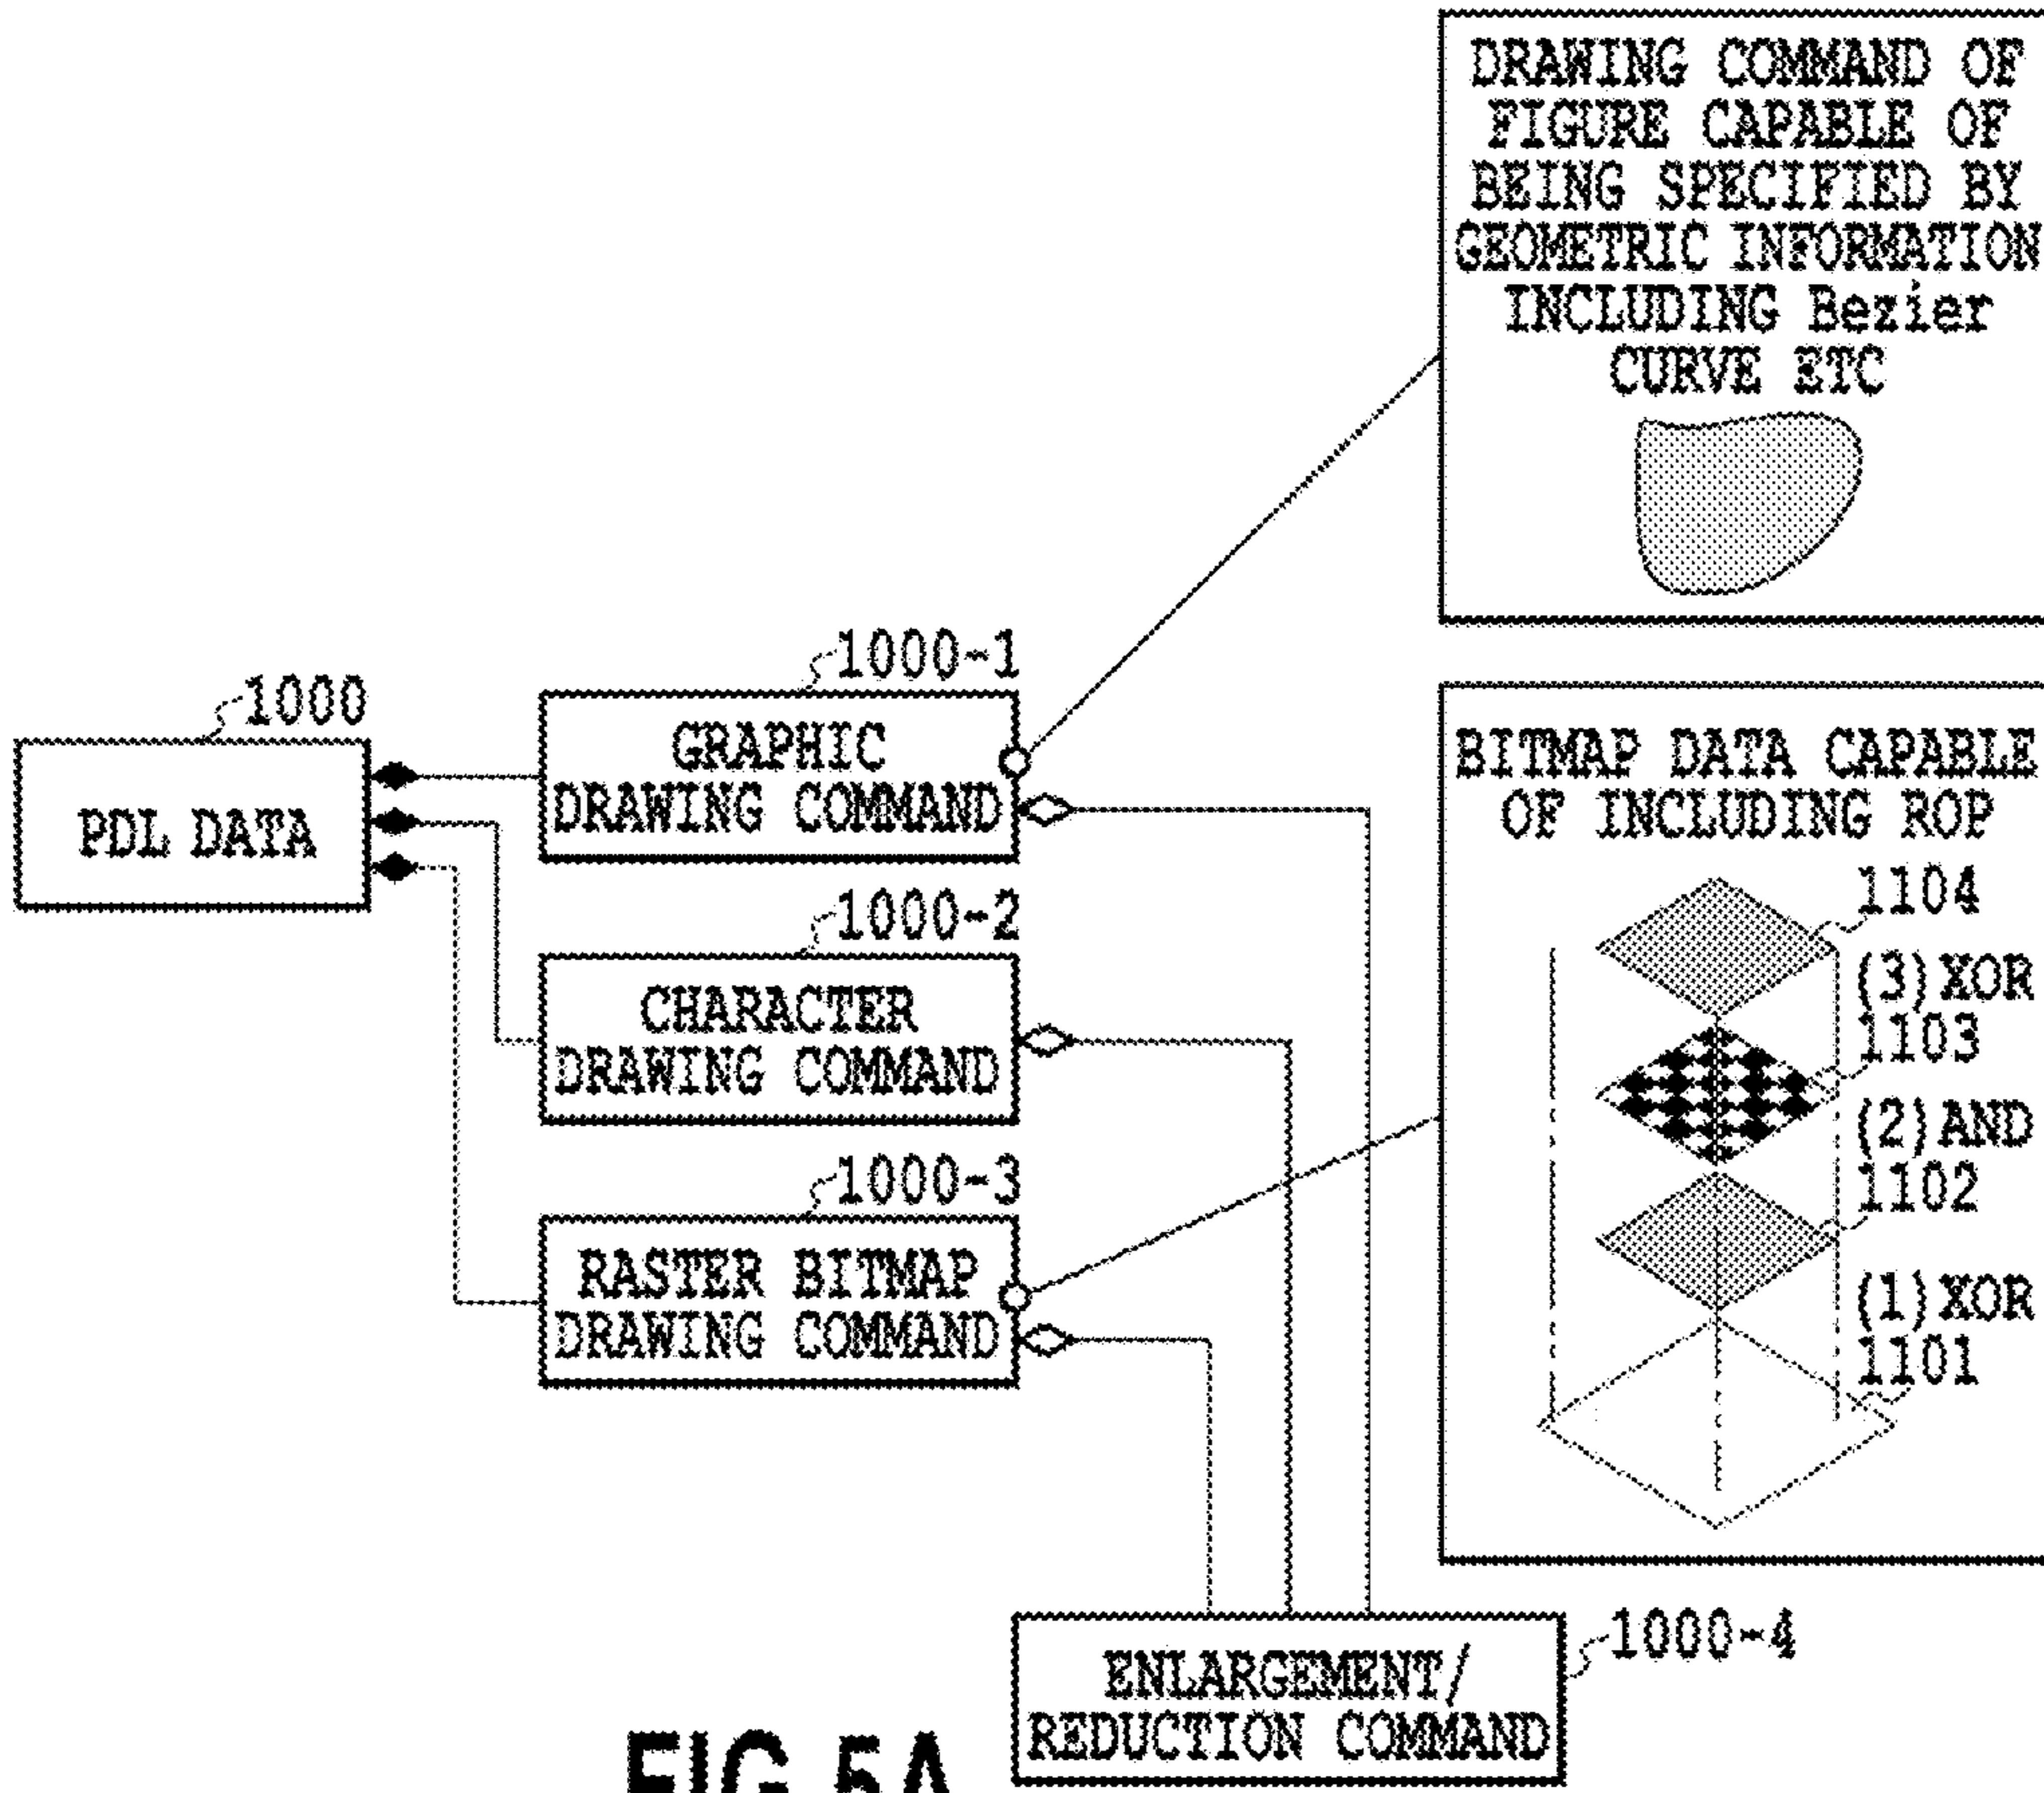 DRAWING COMMAND OF
FIGURE CAPABLE OF
BEING SPECIFIED BY
GEOMETRIC INFORMATION
INCLUDING Bezier
CURVE ETC
1000
PDL DATA
1000-1
GRAPHIC
DRAWING COMMAND
1000-2
CHARACTER
DRAWING COMMAND
1000-3
RASTER BITMAP
DRAWING COMMAND
BITMAP DATA CAPABLE
OF INCLUDING ROP
1104
(3)XOR
1103
(2)AND
1102
(1)XOR
1101
1000-4
ENLARGEMENT/
REDUCTION COMMAND
FIG.5A